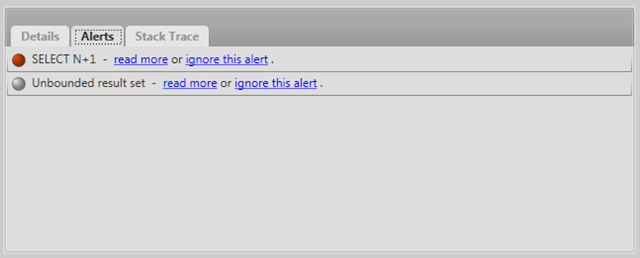 Details Alerts Stack Trace
SELECT N+1 - read more or ignore this alert .
Unbounded result set - read more or ignore this alert .